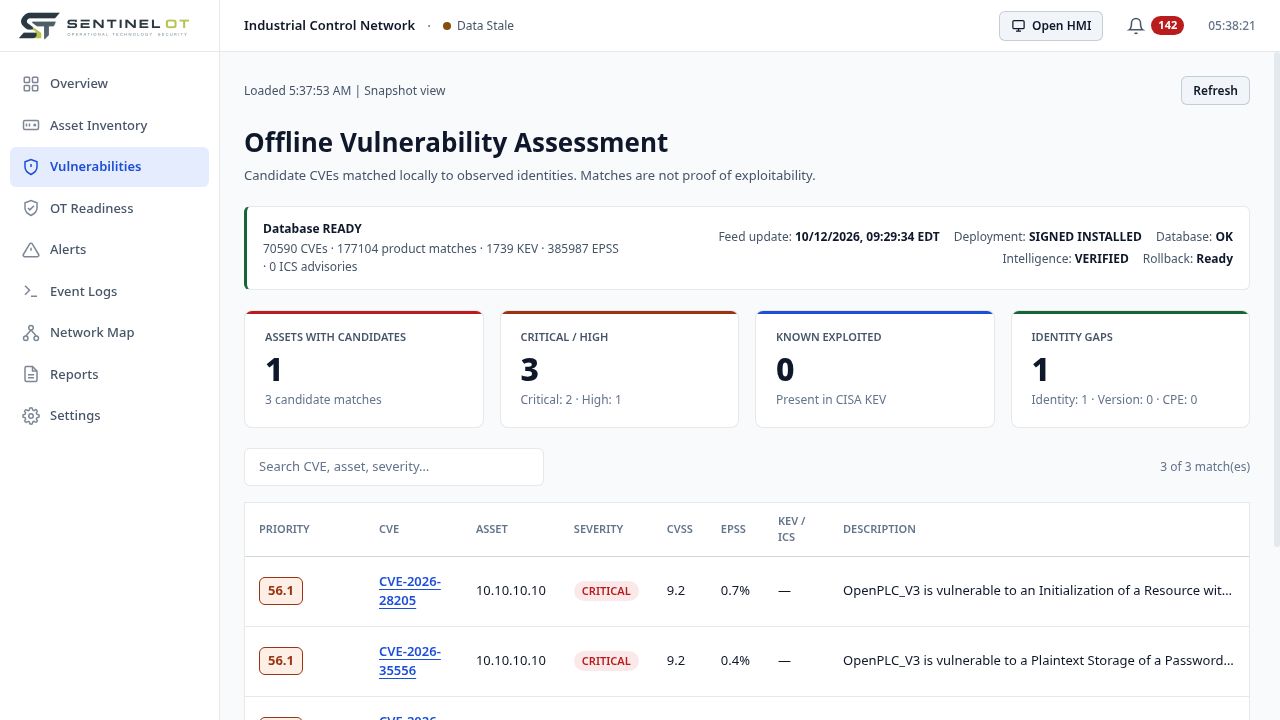 SENTINEL OT
OPERATIONAL TECHNOLOGY SECURITY
Industrial Control Network · Data Stale
Open HMI
142
05:38:21
Overview
Asset Inventory
Vulnerabilities
OT Readiness
Alerts
Event Logs
Network Map
Reports
Settings
Loaded 5:37:53 AM | Snapshot view
Refresh
Offline Vulnerability Assessment
Candidate CVEs matched locally to observed identities. Matches are not proof of exploitability.
Database READY
70590 CVEs · 177104 product matches · 1739 KEV · 385987 EPSS
· 0 ICS advisories
Feed update: 10/12/2026, 09:29:34 EDT Deployment: SIGNED INSTALLED Database: OK
Intelligence: VERIFIED Rollback: Ready
ASSETS WITH CANDIDATES
1
3 candidate matches
CRITICAL / HIGH
3
Critical: 2 · High: 1
KNOWN EXPLOITED
0
Present in CISA KEV
IDENTITY GAPS
1
Identity: 1 · Version: 0 · CPE: 0
Search CVE, asset, severity...
3 of 3 match(es)
PRIORITY CVE ASSET SEVERITY CVSS EPSS KEV / ICS DESCRIPTION
56.1 CVE-2026-28205 10.10.10.10 CRITICAL 9.2 0.7% — OpenPLC_V3 is vulnerable to an Initialization of a Resource wit...
56.1 CVE-2026-35556 10.10.10.10 CRITICAL 9.2 0.4% — OpenPLC_V3 is vulnerable to a Plaintext Storage of a Password...
CVE-2026-